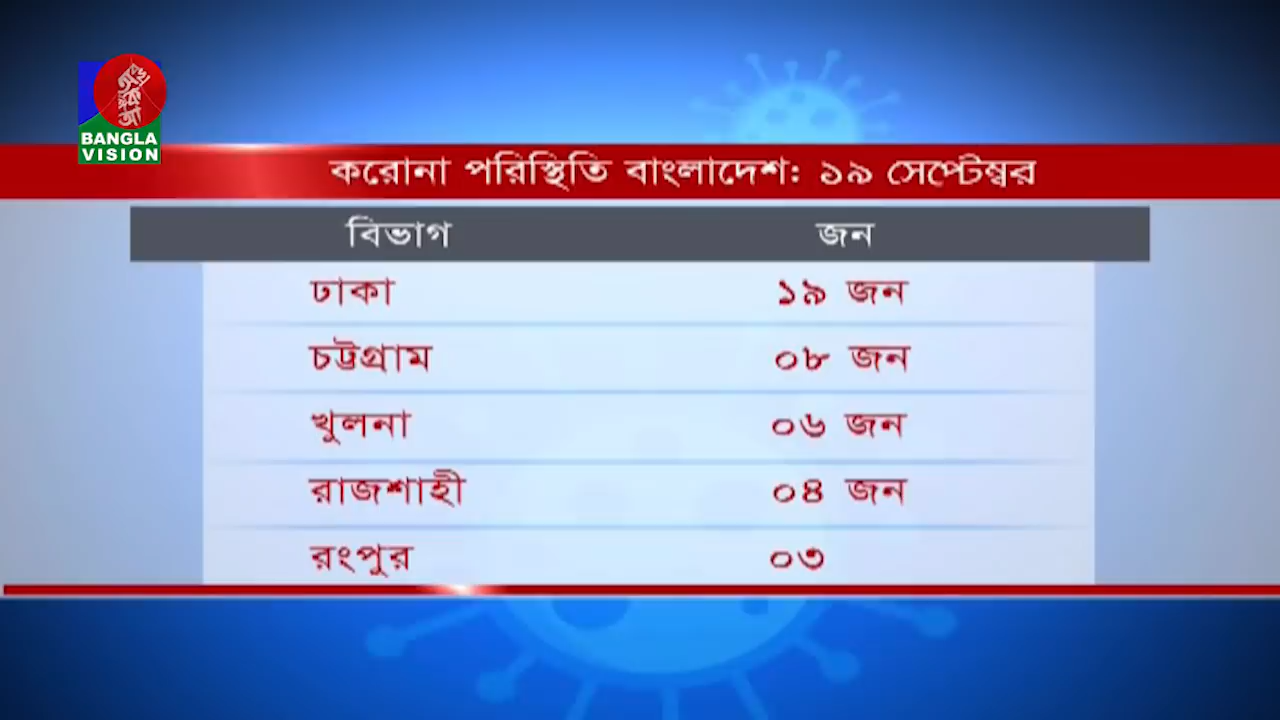 BANGLA
VISION
করোনা পরিস্থিতি বাংলাদেশ: ১৯ সেপ্টেম্বর
বিভাগ জন
ঢাকা ১৯ জন
চট্টগ্রাম ০৮ জন
খুলনা ০৬ জন
রাজশাহী ০৪ জন
রংপুর ০৩